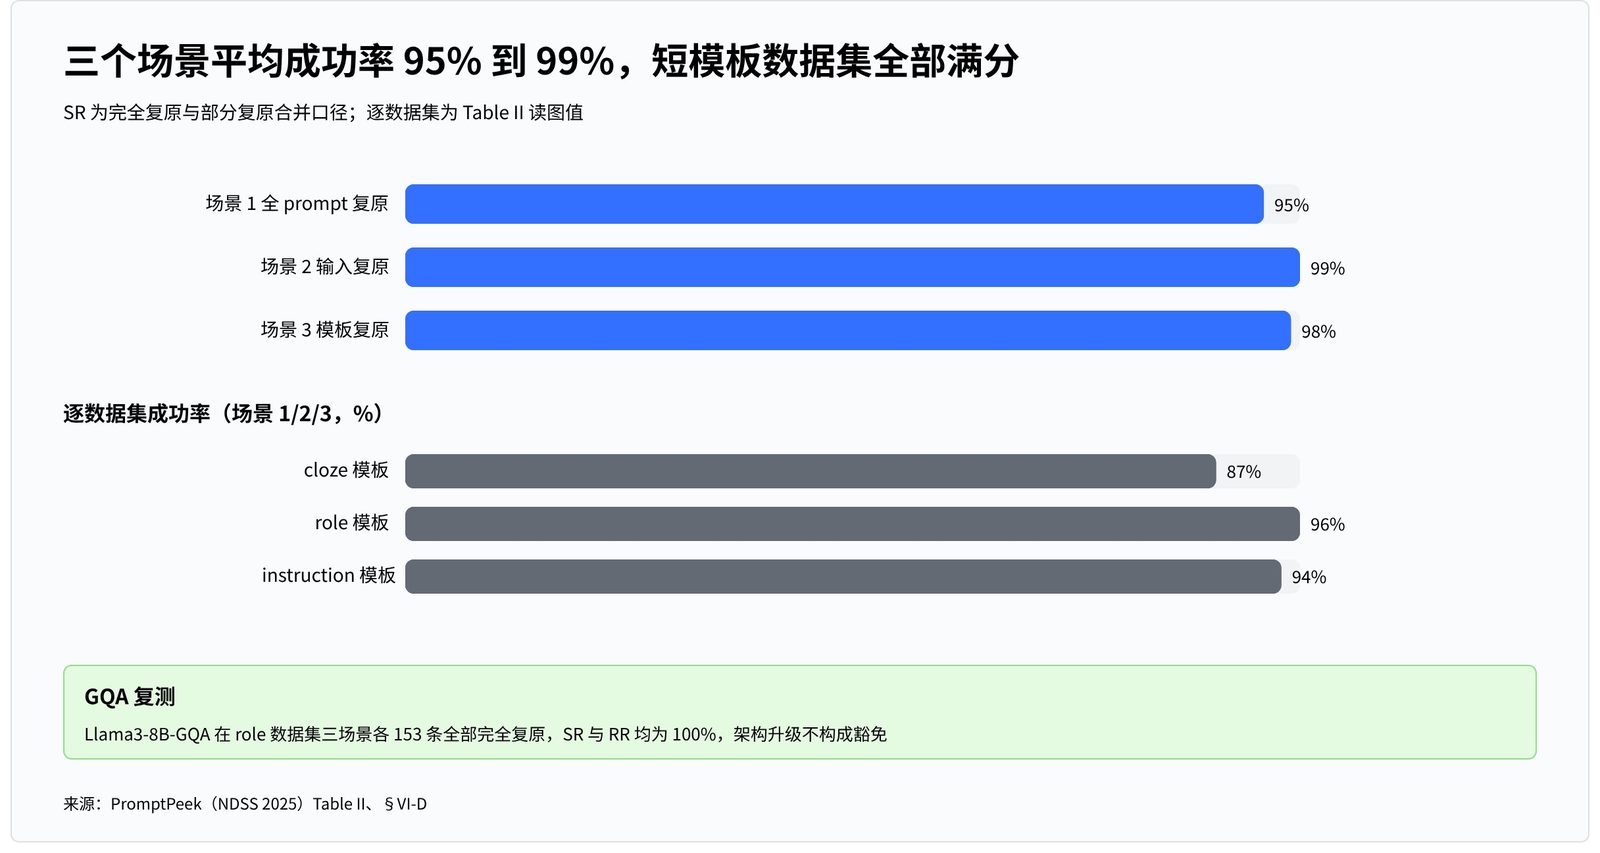 三个场景平均成功率 95% 到 99%，短模板数据集全部满分
SR 为完全复原与部分复原合并口径；逐数据集为 Table II 读图值
场景 1 全 prompt 复原
95%
场景 2 输入复原
99%
场景 3 模板复原
98%
逐数据集成功率（场景 1/2/3，%）
cloze 模板
87%
role 模板
96%
instruction 模板
94%
GQA 复测
Llama3-8B-GQA 在 role 数据集三场景各 153 条全部完全复原，SR 与 RR 均为 100%，架构升级不构成豁免
来源：PromptPeek（NDSS 2025）Table II、§VI-D